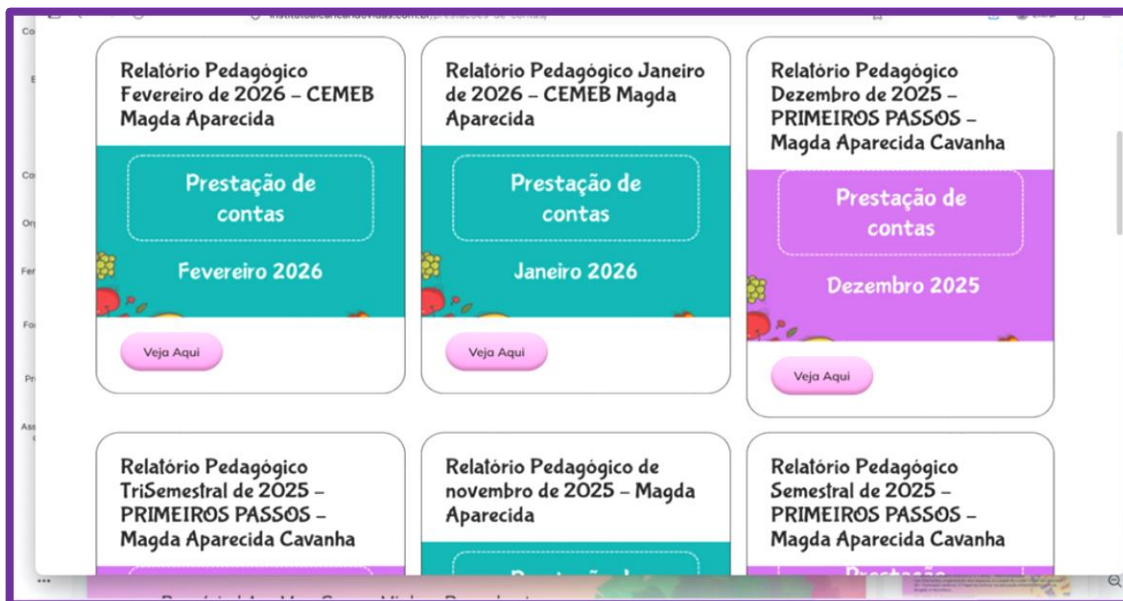 Relatório Pedagógico
Fevereiro de 2026 – CEMEB
Magda Aparecida
Prestação de
contas
Fevereiro 2026
Veja Aqui
Relatório Pedagógico Janeiro
de 2026 – CEMEB Magda
Aparecida
Prestação de
contas
Janeiro 2026
Veja Aqui
Relatório Pedagógico
Dezembro de 2025 –
PRIMEIROS PASSOS –
Magda Aparecida Cavanha
Prestação de
contas
Dezembro 2025
Veja Aqui
Relatório Pedagógico
TriSemestral de 2025 –
PRIMEIROS PASSOS –
Magda Aparecida Cavanha
Relatório Pedagógico de
novembro de 2025 – Magda
Aparecida
Relatório Pedagógico
Semestral de 2025 –
PRIMEIROS PASSOS –
Magda Aparecida Cavanha
Prestação